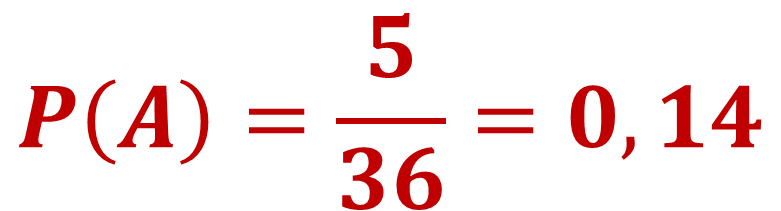 P(A) = 5/36 = 0,14